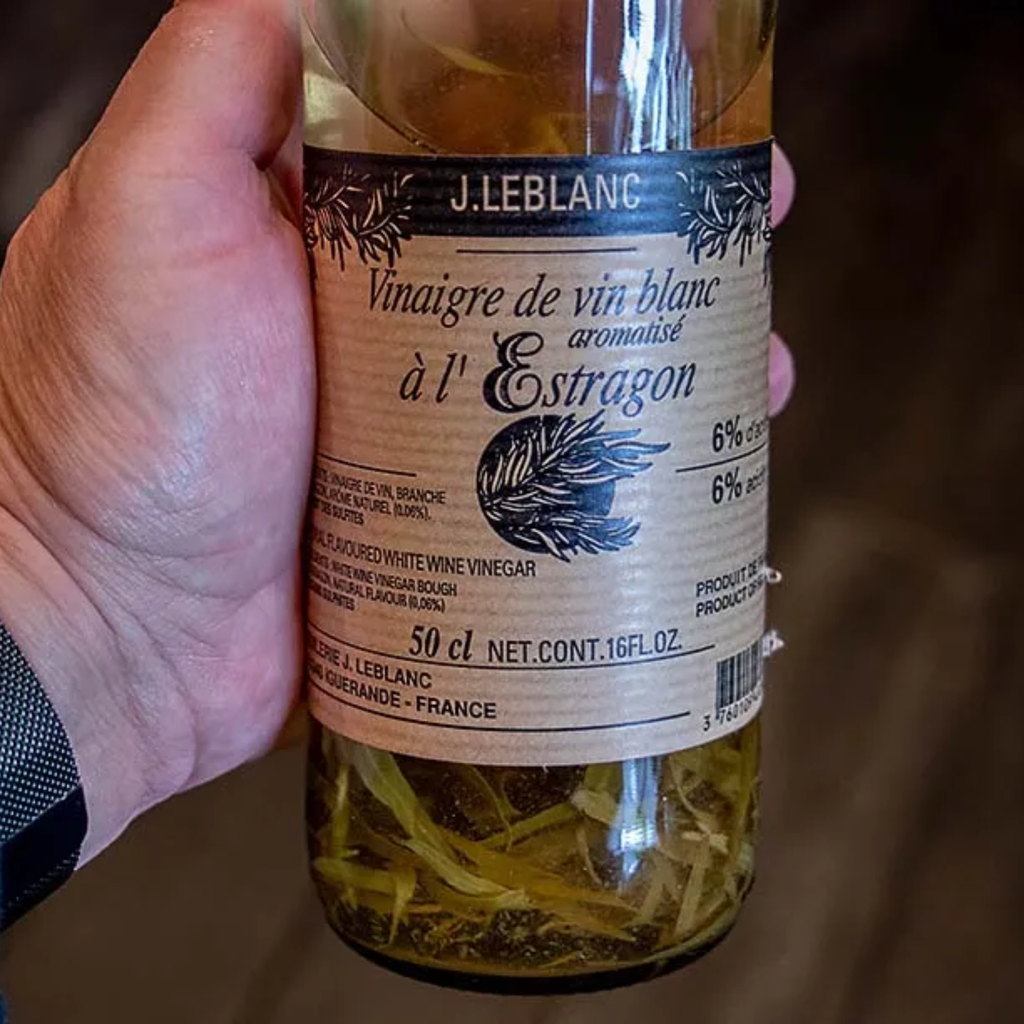 J.LEBLANC
Vinaigre de vin blanc
aromatisé
à l' Estragon
6%
6%
VINAIGRE DE VIN, BRANCHE
ARÔME NATUREL (0,06%).
DES SULFITES
FLAVOURED WHITE WINE VINEGAR
WHITE WINE VINEGAR BOUGH
NATURAL FLAVOUR (0,06%)
PRODUIT DE
PRODUCT OF
50 cl NET.CONT.16FL.OZ.
J. LEBLANC
IGUERANDE - FRANCE